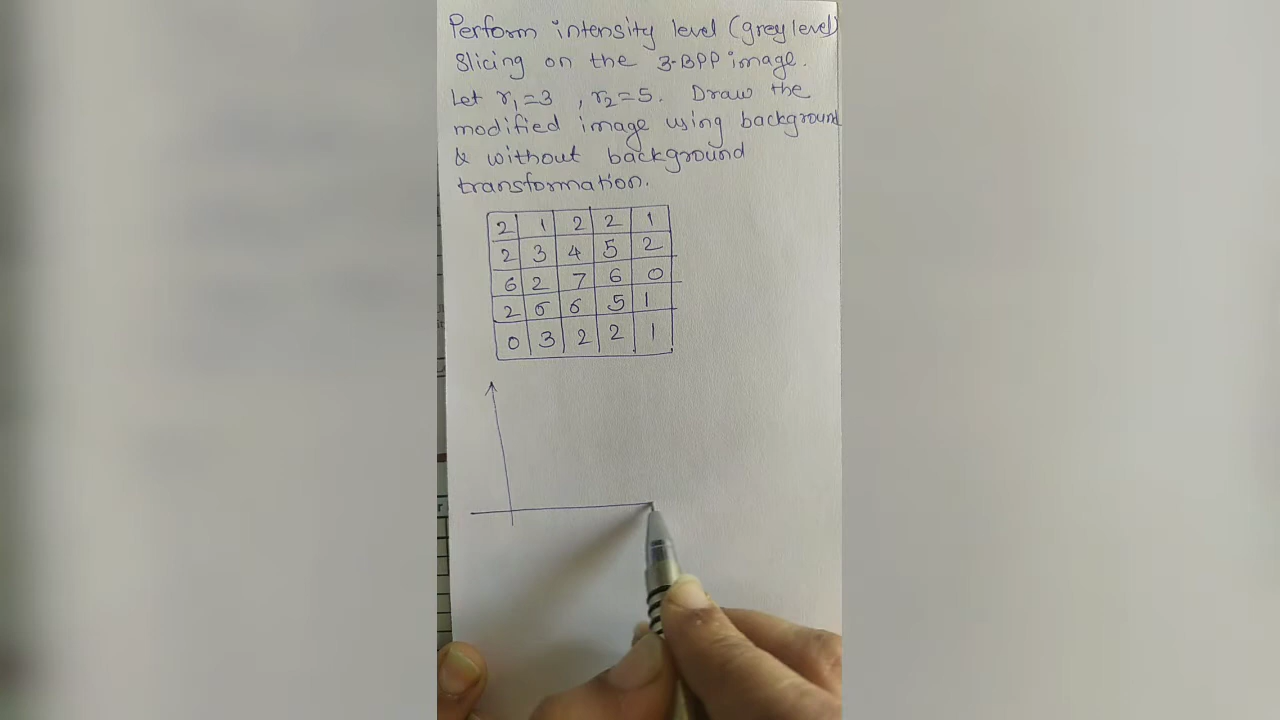 Perform intensity level (grey level)
Slicing on the 3-BPP image.
Let r1=3 , r2=5. Draw the
modified image using background
& without background
transformation.
2 1 2 2 1
2 3 4 5 2
6 2 7 6 0
2 6 6 5 1
0 3 2 2 1